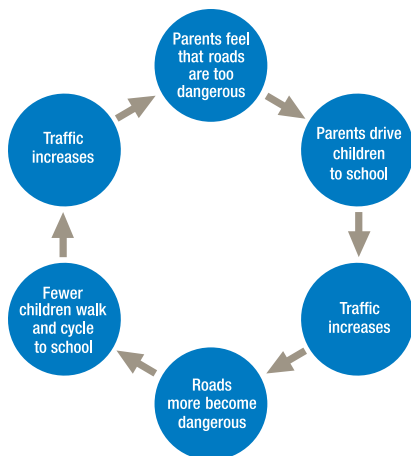 Parents feel
that roads
are too
dangerous
Parents drive
children
to school
Traffic
increases
Roads
more become
dangerous
Fewer
children walk
and cycle
to school
Traffic
increases